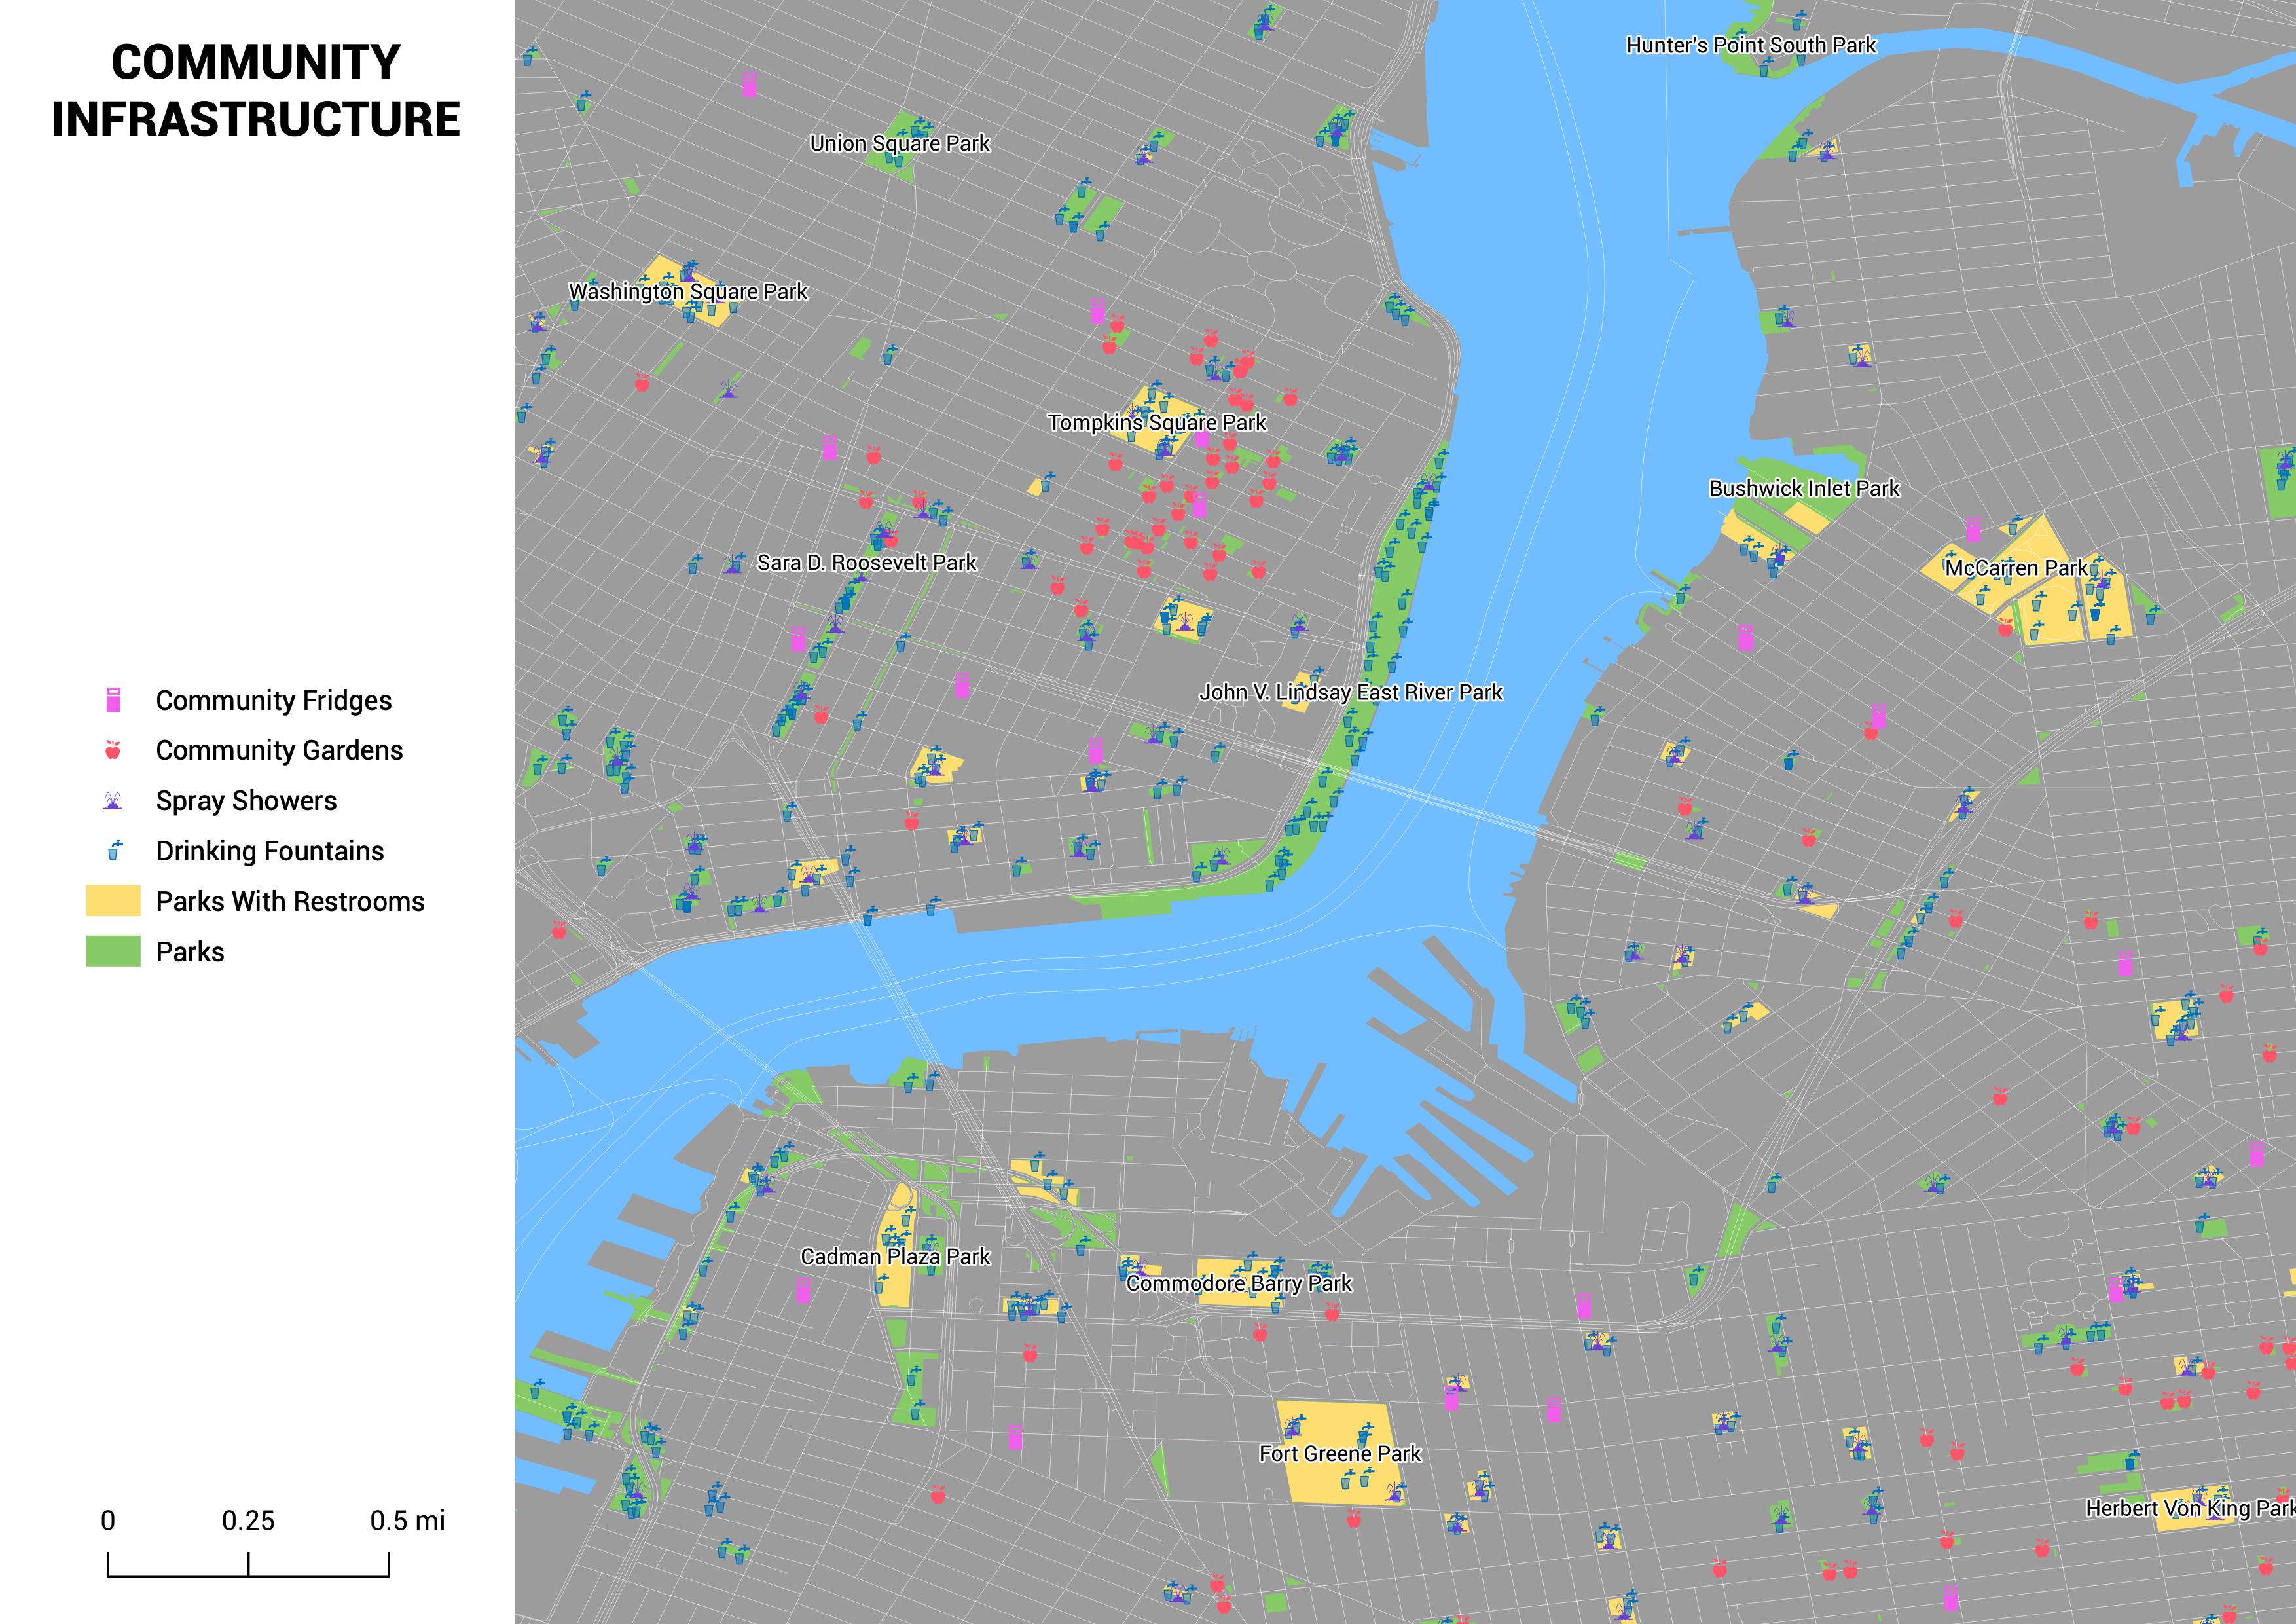 COMMUNITY
INFRASTRUCTURE
Community Fridges
Community Gardens
Spray Showers
Drinking Fountains
Parks With Restrooms
Parks
0 0.25 0.5 mi
Hunter's Point South Park
Union Square Park
Washington Square Park
Tompkins Square Park
Bushwick Inlet Park
Sara D. Roosevelt Park
McCarren Park
John V. Lindsay East River Park
Cadman Plaza Park
Commodore Barry Park
Fort Greene Park
Herbert Von King Park